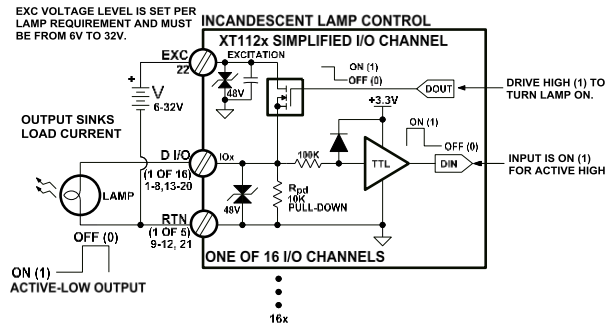 EXC VOLTAGE LEVEL IS SET PER
LAMP REQUIREMENT AND MUST
BE FROM 6V TO 32V.
INCANDESCENT LAMP CONTROL
XT112x SIMPLIFIED I/O CHANNEL
EXC
22
EXCITATION
48V
ON (1)
OFF (0)
DOUT
DRIVE HIGH (1) TO
TURN LAMP ON.
+
V
6-32V
+3.3V
ON (1)
OFF (0)
OUTPUT SINKS
LOAD CURRENT
D I/O
IOx
(1 OF 16)
1-8,13-20
100K
TTL
DIN
INPUT IS ON (1)
FOR ACTIVE HIGH
LAMP
48V
Rpd
10K
PULL-DOWN
RTN
(1 OF 5)
9-12, 21
OFF (0)
ON (1)
ACTIVE-LOW OUTPUT
ONE OF 16 I/O CHANNELS
16x